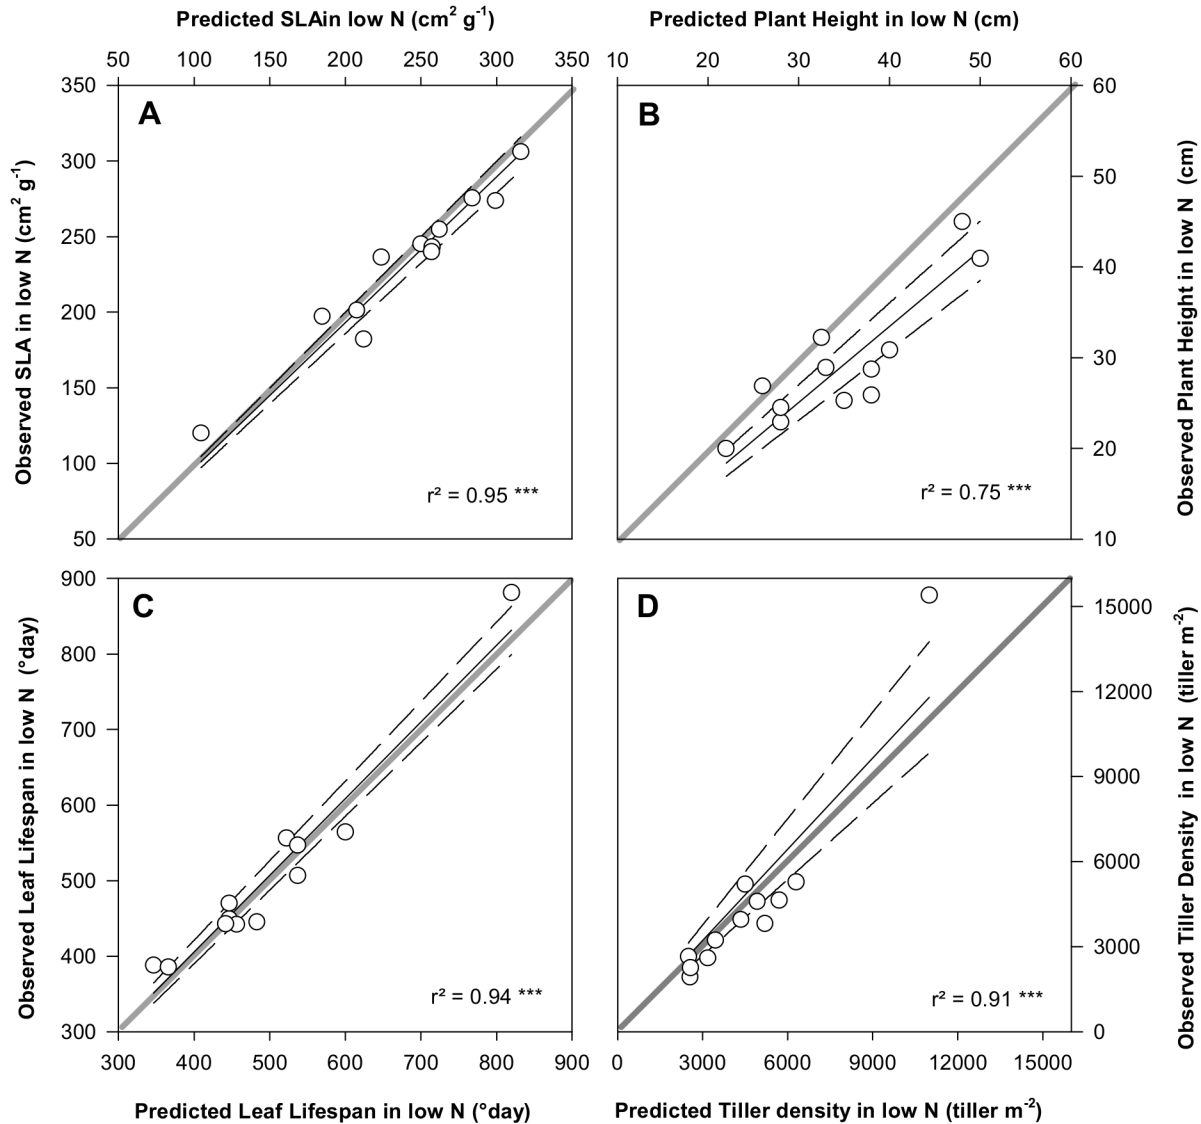 Predicted SLAin low N (cm² g⁻¹)
Predicted Plant Height in low N (cm)
50 100 150 200 250 300 350
10 20 30 40 50 60
A
B
350
300
250
200
150
100
50
Observed SLA in low N (cm² g⁻¹)
r² = 0.95 ***
r² = 0.75 ***
60
50
40
30
20
10
Observed Plant Height in low N (cm)
C
D
900
800
700
600
500
400
300
Observed Leaf Lifespan in low N (°day)
r² = 0.94 ***
r² = 0.91 ***
15000
12000
9000
6000
3000
0
Observed Tiller Density in low N (tiller m⁻²)
300 400 500 600 700 800 900
0 3000 6000 9000 12000 15000
Predicted Leaf Lifespan in low N (°day)
Predicted Tiller density in low N (tiller m⁻²)